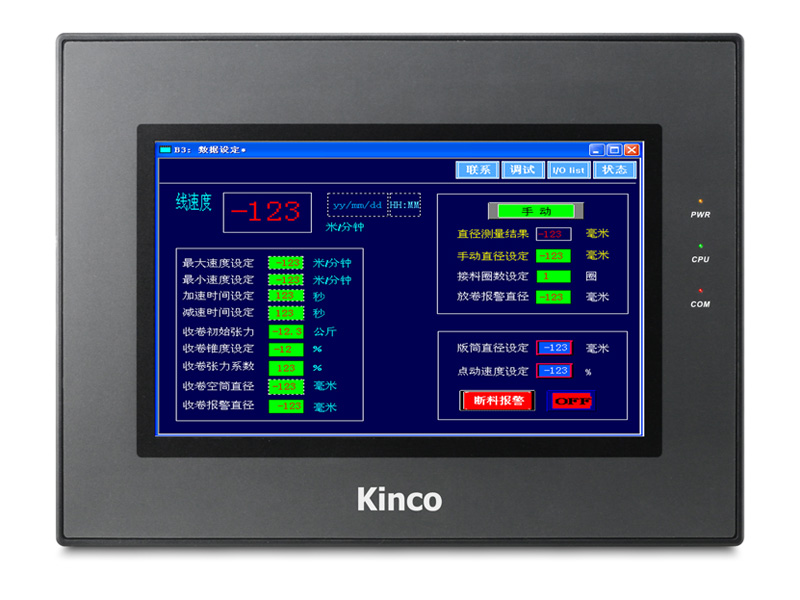 B3: 数据设定*
联系 调试 I/O list 状态
线速度 -123 yy/mm/dd HH:MM
米/分钟
最大速度设定 -123 米/分钟
最小速度设定 -123 米/分钟
加速时间设定 123 秒
减速时间设定 123 秒
收卷初始张力 -12.3 公斤
收卷锥度设定 -12 %
收卷张力系数 123 %
收卷空筒直径 -123 毫米
收卷报警直径 -123 毫米
手动
直径测量结果 -123 毫米
手动直径设定 -123 毫米
接料圈数设定 1 圈
放卷报警直径 -123 毫米
版筒直径设定 -123 毫米
点动速度设定 -123 %
断料报警 OFF
PWR
CPU
COM
Kinco